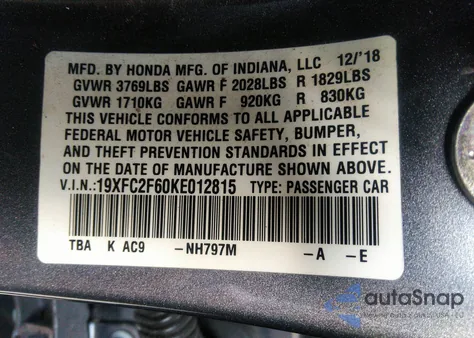 MFD. BY HONDA MFG. OF INDIANA, LLC 12/'18
GVWR 3769LBS GAWR F 2028LBS R 1829LBS
GVWR 1710KG GAWR F 920KG R 830KG
THIS VEHICLE CONFORMS TO ALL APPLICABLE
FEDERAL MOTOR VEHICLE SAFETY, BUMPER,
AND THEFT PREVENTION STANDARDS IN EFFECT
ON THE DATE OF MANUFACTURE SHOWN ABOVE.
V.I.N.:19XFC2F60KE012815 TYPE: PASSENGER CAR
TBA K AC9 -NH797M -A -E
autoSnap